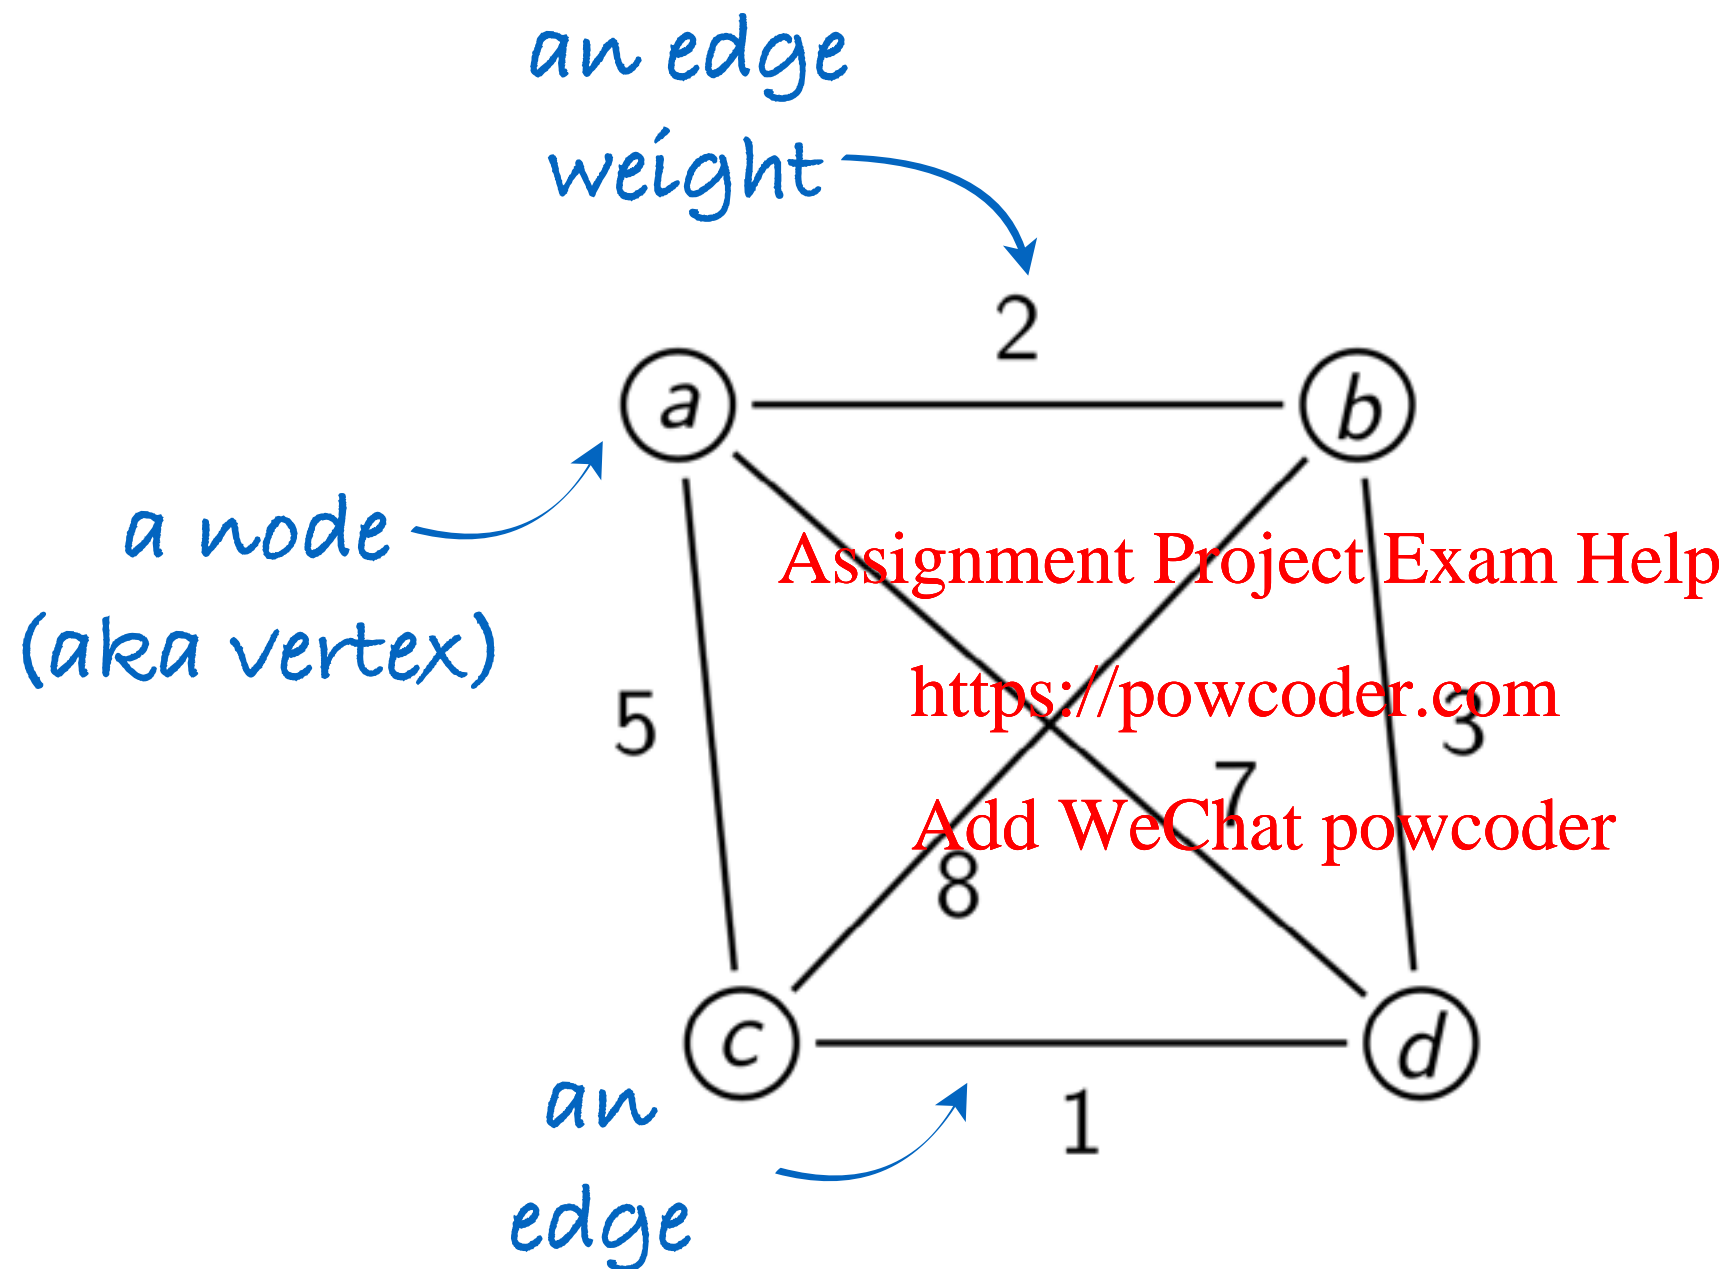 an edge
weight
2
a
b
a node
(aka vertex)
Assignment Project Exam Help
https://powcoder.com
5
3
7
Add WeChat powcoder
8
c
d
an
edge
1